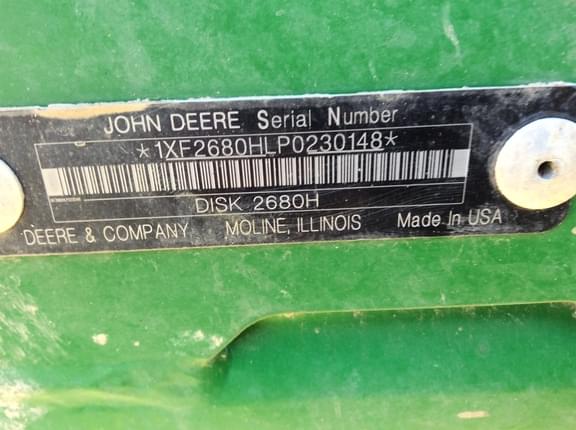 JOHN DEERE Serial Number
*1XF2680HLP0230148*
DISK 2680H
DEERE & COMPANY MOLINE, ILLINOIS Made In USA